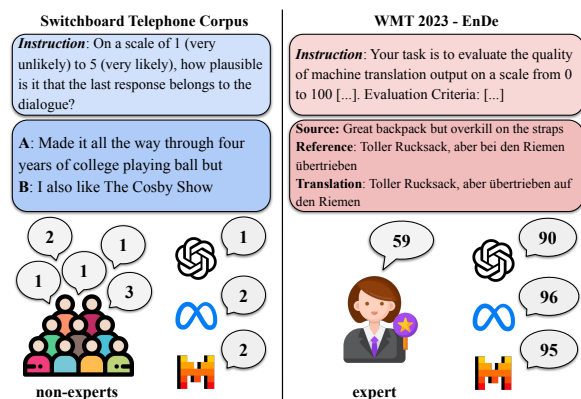 Switchboard Telephone Corpus
Instruction: On a scale of 1 (very
unlikely) to 5 (very likely), how plausible
is it that the last response belongs to the
dialogue?
A: Made it all the way through four
years of college playing ball but
B: I also like The Cosby Show
2
1
1
1
3
1
2
2
non-experts
WMT 2023 - EnDe
Instruction: Your task is to evaluate the quality
of machine translation output on a scale from 0
to 100 [...]. Evaluation Criteria: [...]
Source: Great backpack but overkill on the straps
Reference: Toller Rucksack, aber bei den Riemen
übertrieben
Translation: Toller Rucksack, aber übertrieben auf
den Riemen
59
90
96
95
expert